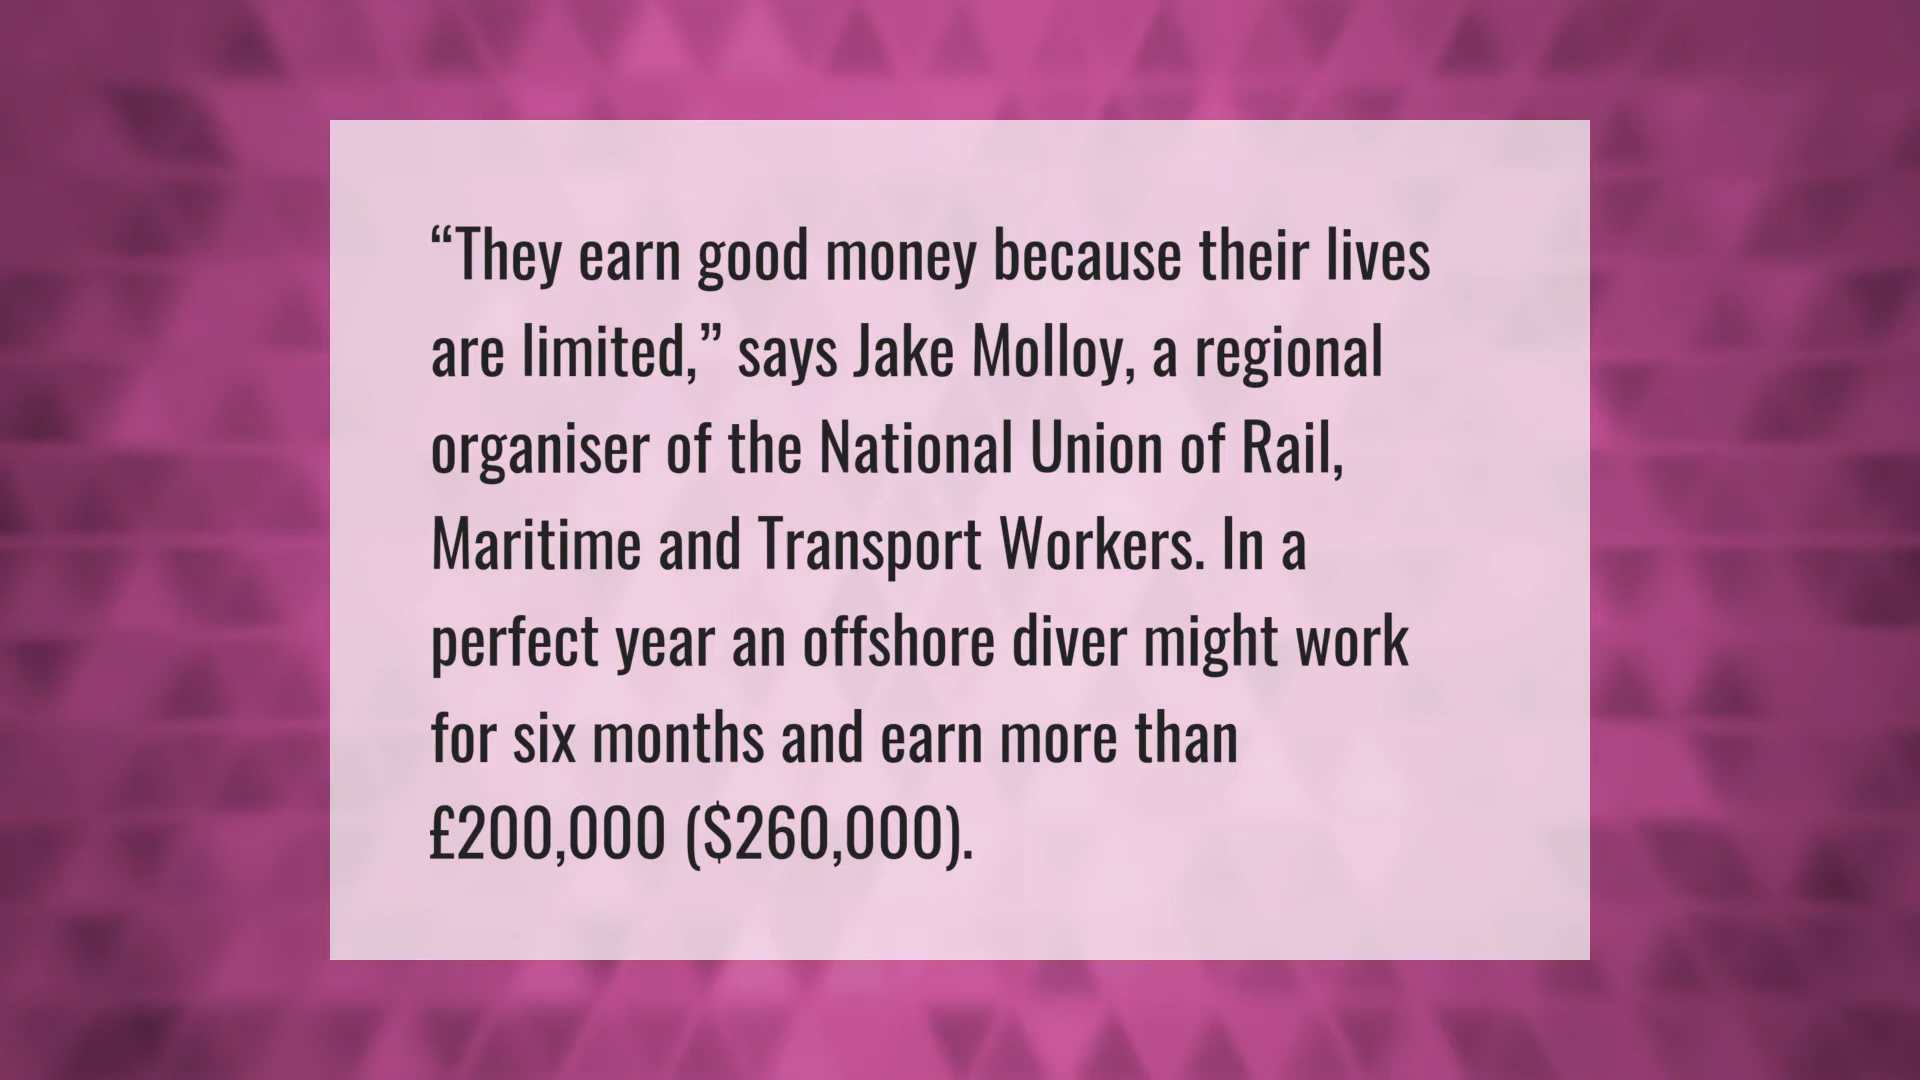 “They earn good money because their lives
are limited,” says Jake Molloy, a regional
organiser of the National Union of Rail,
Maritime and Transport Workers. In a
perfect year an offshore diver might work
for six months and earn more than
£200,000 ($260,000).